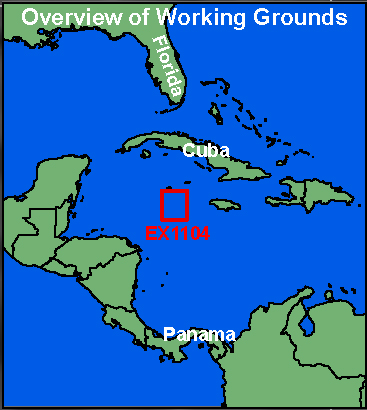 Overview of Working Grounds
Florida
Cuba
EX1104
Panama